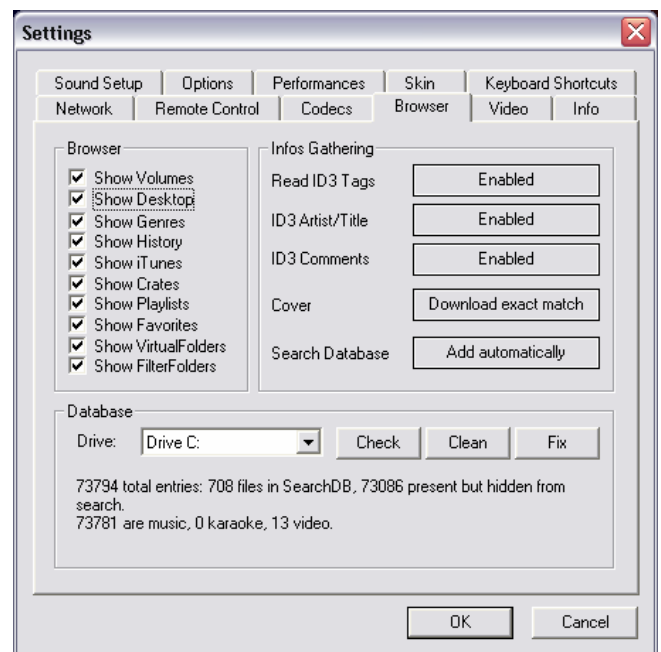 Settings
Sound Setup Options Performances Skin Keyboard Shortcuts
Network Remote Control Codecs Browser Video Info
Browser
Show Volumes
Show Desktop
Show Genres
Show History
Show iTunes
Show Crates
Show Playlists
Show Favorites
Show VirtualFolders
Show FilterFolders
Infos Gathering
Read ID3 Tags Enabled
ID3 Artist/Title Enabled
ID3 Comments Enabled
Cover Download exact match
Search Database Add automatically
Database
Drive: Drive C: Check Clean Fix
73794 total entries: 708 files in SearchDB, 73086 present but hidden from
search.
73781 are music, 0 karaoke, 13 video.
OK Cancel